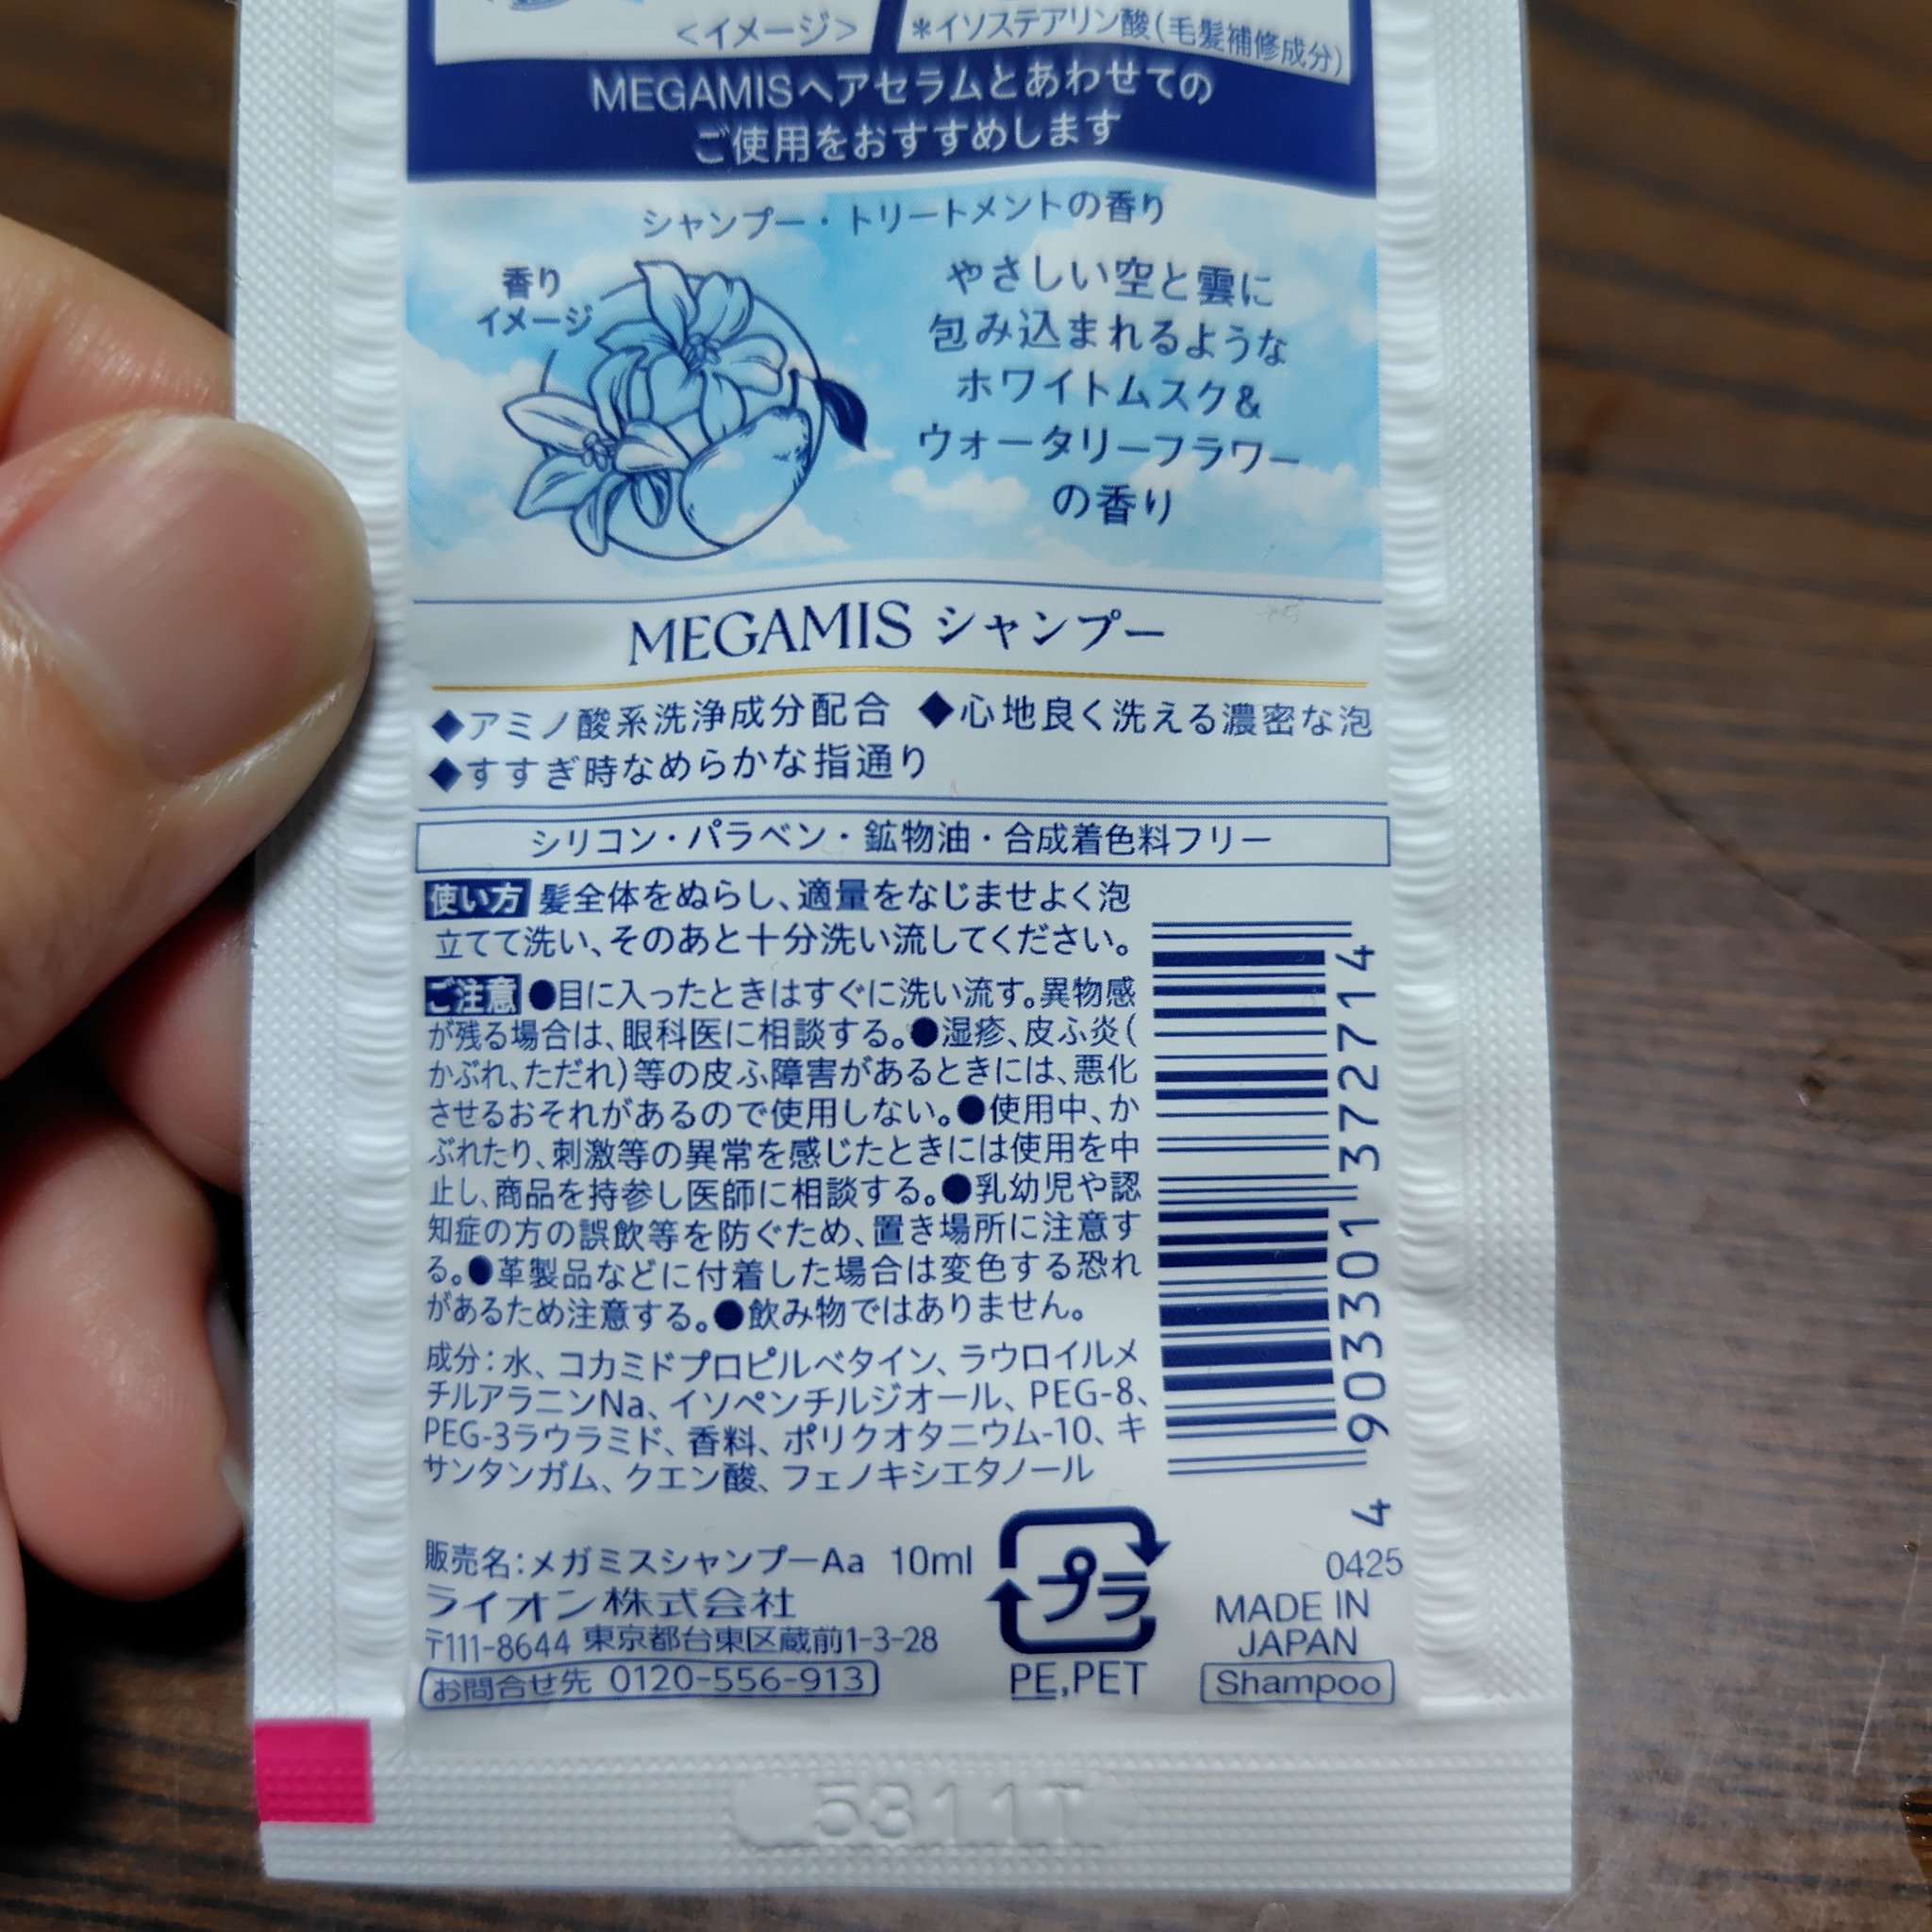 <イメージ>
*イソステアリン酸(毛髪補修成分)
MEGAMISヘアセラムとあわせての
ご使用をおすすめします
シャンプー・トリートメントの香り
香り
イメージ
やさしい空と雲に
包み込まれるような
ホワイトムスク&
ウォータリーフラワー
の香り
MEGAMIS シャンプー
◆アミノ酸系洗浄成分配合 ◆心地良く洗える濃密な泡
◆すすぎ時なめらかな指通り
シリコン・パラベン・鉱物油・合成着色料フリー
使い方 髪全体をぬらし、適量をなじませよく泡
立てて洗い、そのあと十分洗い流してください。
ご注意 ●目に入ったときはすぐに洗い流す。異物感
が残る場合は、眼科医に相談する。●湿疹、皮ふ炎(
かぶれ、ただれ)等の皮ふ障害があるときには、悪化
させるおそれがあるので使用しない。●使用中、か
ぶれたり、刺激等の異常を感じたときには使用を中
止し、商品を持参し医師に相談する。●乳幼児や認
知症の方の誤飲等を防ぐため、置き場所に注意す
る。●革製品などに付着した場合は変色する恐れ
があるため注意する。●飲み物ではありません。
成分:水、コカミドプロピルベタイン、ラウロイルメ
チルアラニンNa、イソペンチルジオール、PEG-8、
PEG-3ラウラミド、香料、ポリクオタニウム-10、キ
サンタンガム、クエン酸、フェノキシエタノール
4 903301 372714
販売名:メガミスシャンプーAa 10ml
ライオン株式会社
〒111-8644 東京都台東区蔵前1-3-28
お問合せ先 0120-556-913
プラ
PE,PET
0425
MADE IN
JAPAN
Shampoo
5311T